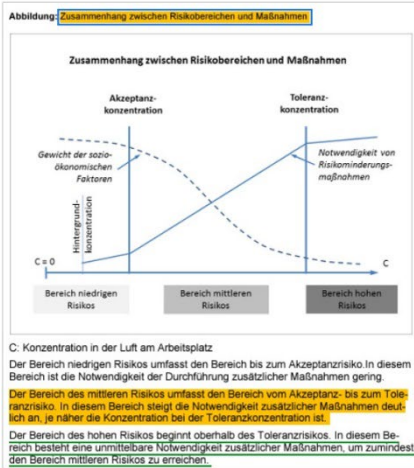 Abbildung: Zusammenhang zwischen Risikobereichen und Maßnahmen
Zusammenhang zwischen Risikobereichen und Maßnahmen
Akzeptanz-
konzentration
Toleranz-
konzentration
Gewicht der sozio-
ökonomischen
Faktoren
Notwendigkeit von
Risikominderungs-
maßnahmen
Hintergrund-
konzentration
C = 0
C
Bereich niedrigen
Risikos
Bereich mittleren
Risikos
Bereich hohen
Risikos
C: Konzentration in der Luft am Arbeitsplatz
Der Bereich niedrigen Risikos umfasst den Bereich bis zum Akzeptanzrisiko.In diesem
Bereich ist die Notwendigkeit der Durchführung zusätzlicher Maßnahmen gering.
Der Bereich des mittleren Risikos umfasst den Bereich vom Akzeptanz- bis zum Tole-
ranzrisiko. In diesem Bereich steigt die Notwendigkeit zusätzlicher Maßnahmen deut-
lich an, je näher die Konzentration bei der Toleranzkonzentration ist.
Der Bereich des hohen Risikos beginnt oberhalb des Toleranzrisikos. In diesem Be-
reich besteht eine unmittelbare Notwendigkeit zusätzlicher Maßnahmen, um zumindest
den Bereich mittleren Risikos zu erreichen.